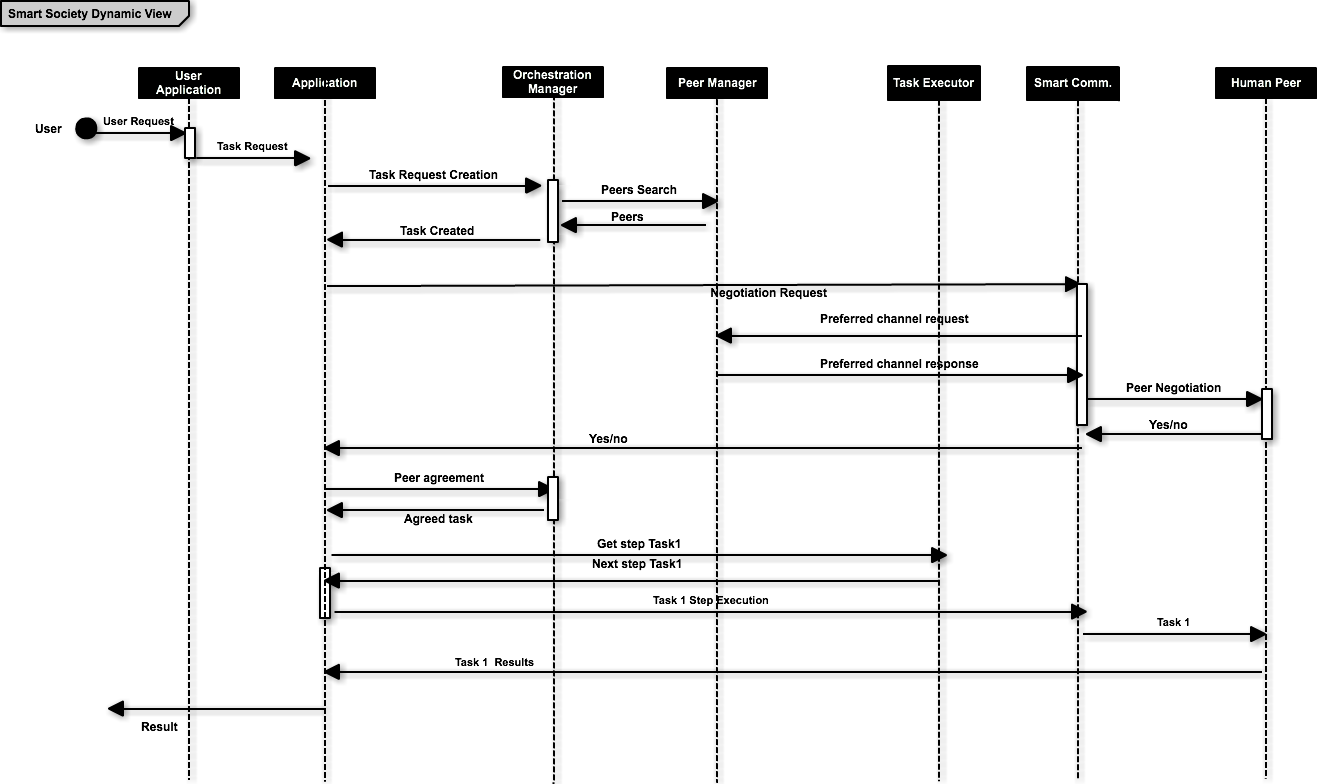 Smart Society Dynamic View
User
Application
Application
Orchestration
Manager
Peer Manager
Task Executor
Smart Comm.
Human Peer
User
User Request
Task Request
Task Request Creation
Peers Search
Peers
Task Created
Negotiation Request
Preferred channel request
Preferred channel response
Peer Negotiation
Yes/no
Yes/no
Peer agreement
Agreed task
Get step Task1
Next step Task1
Task 1 Step Execution
Task 1
Task 1 Results
Result